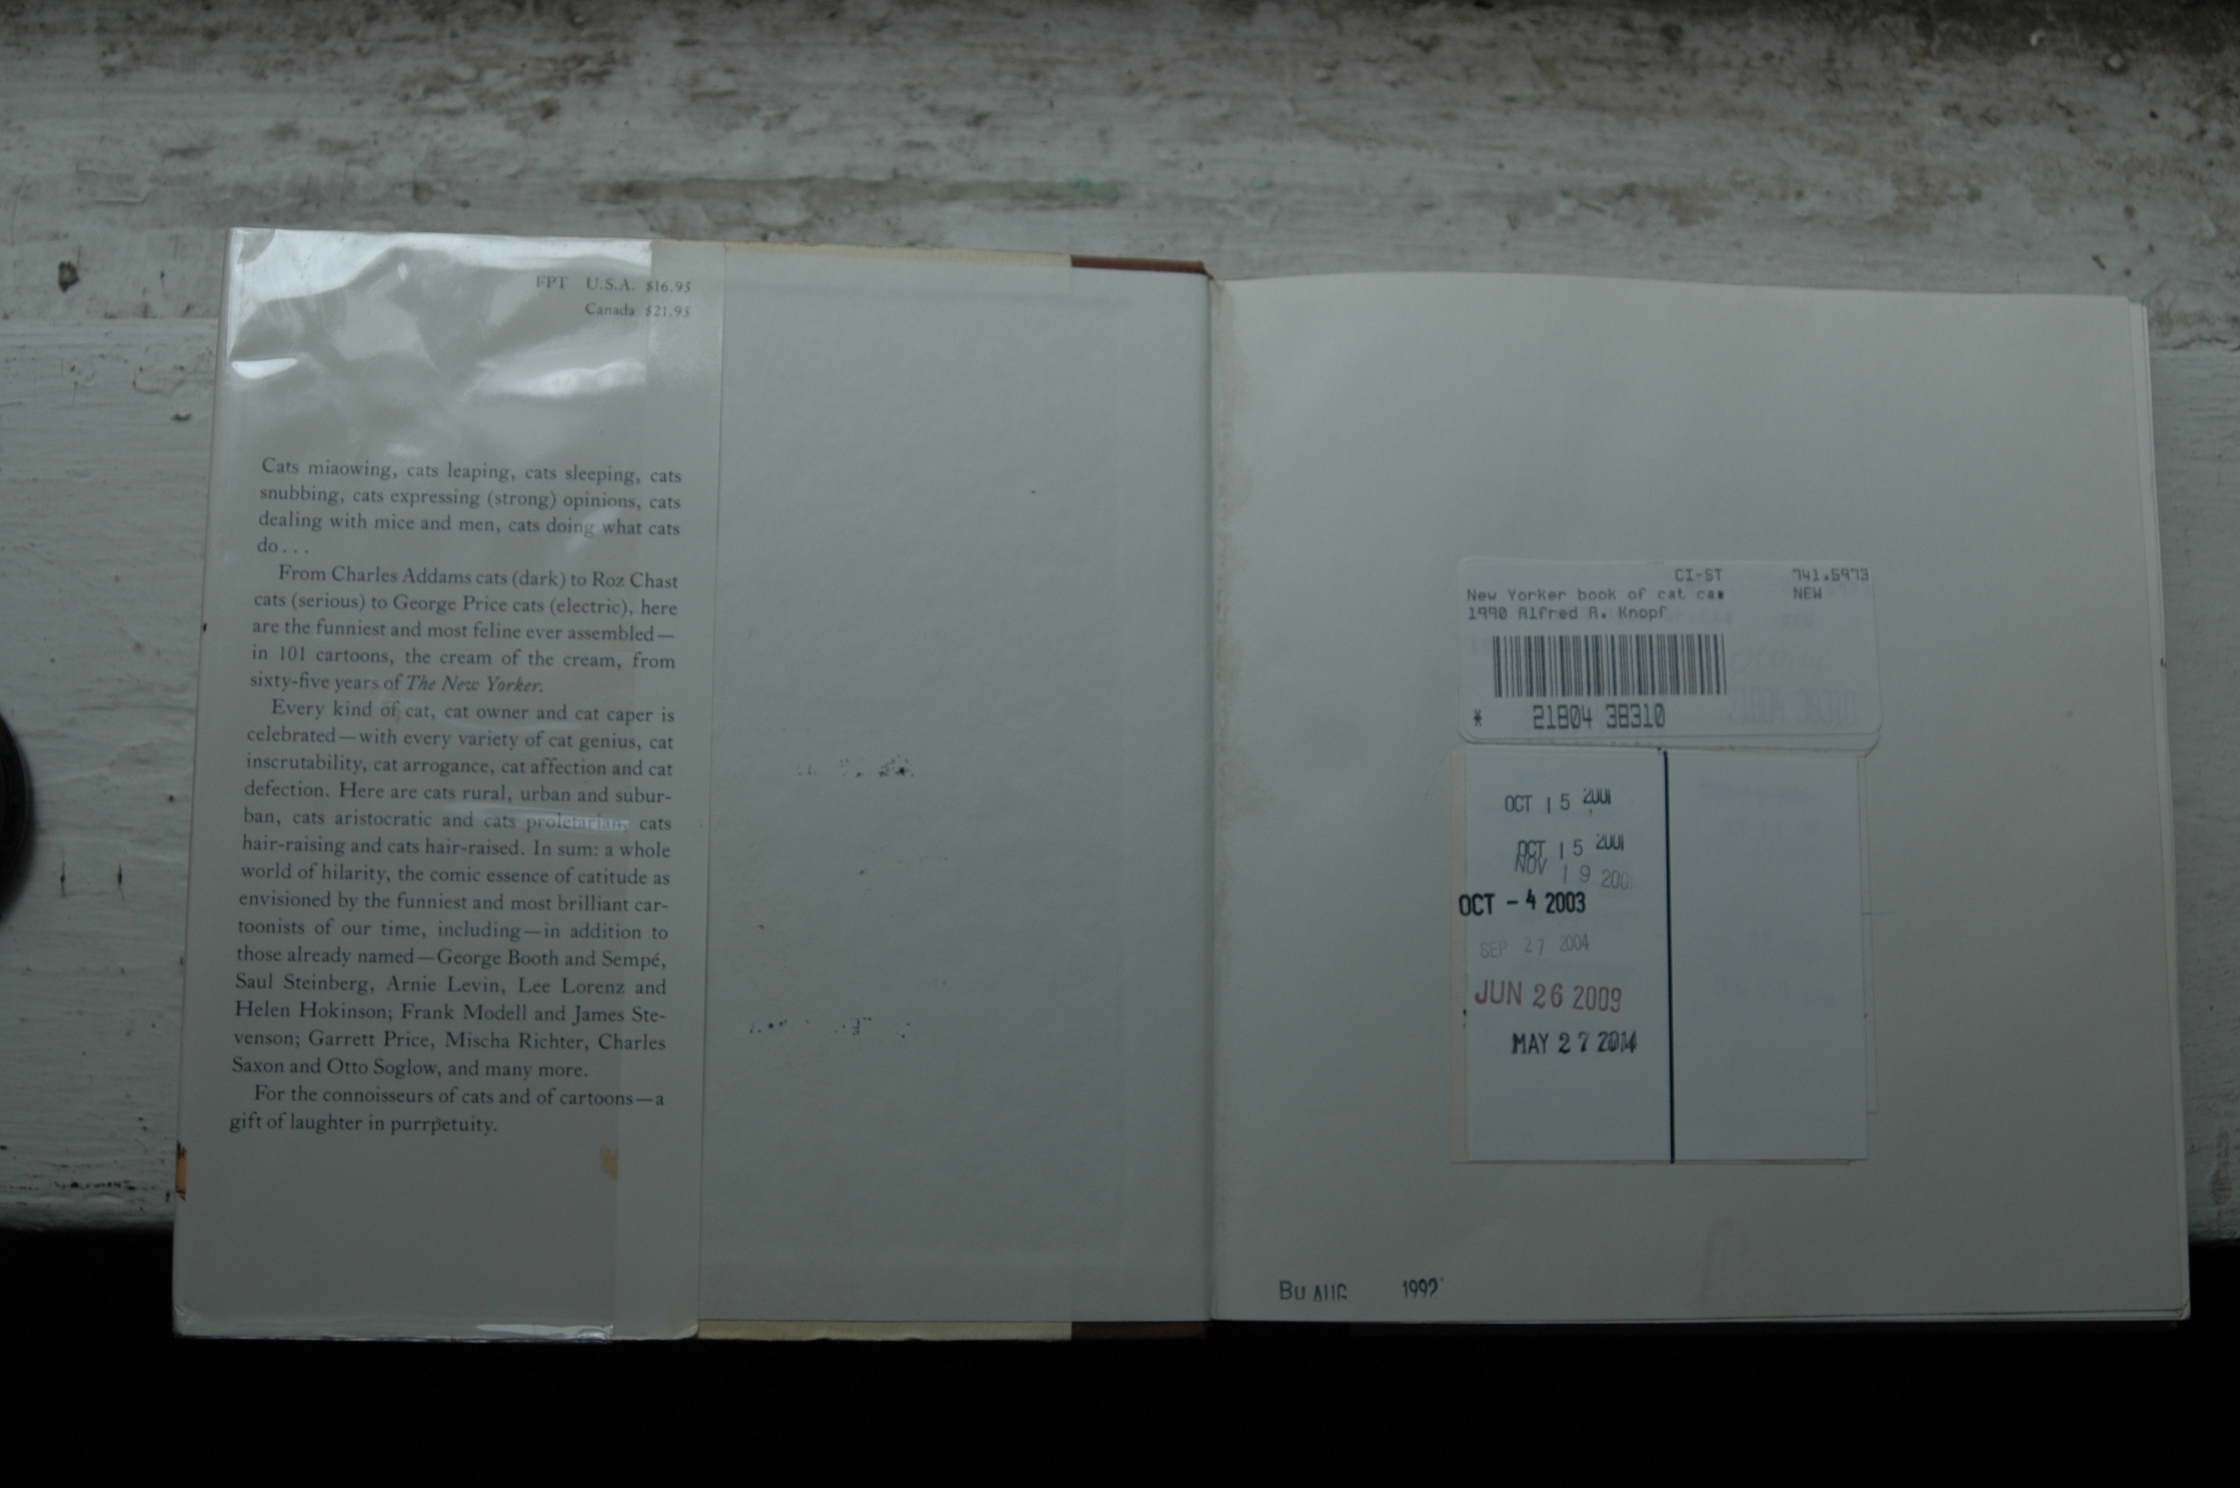 FPT U.S.A. $16.95
Canada $21.95
Cats miaowing, cats leaping, cats sleeping, cats
snubbing, cats expressing (strong) opinions, cats
dealing with mice and men, cats doing what cats
do...
From Charles Addams cats (dark) to Roz Chast
cats (serious) to George Price cats (electric), here
are the funniest and most feline ever assembled—
in 101 cartoons, the cream of the cream, from
sixty-five years of The New Yorker.
Every kind of cat, cat owner and cat caper is
celebrated—with every variety of cat genius, cat
inscrutability, cat arrogance, cat affection and cat
defection. Here are cats rural, urban and subur-
ban, cats aristocratic and cats proletarian, cats
hair-raising and cats hair-raised. In sum: a whole
world of hilarity, the comic essence of catitude as
envisioned by the funniest and most brilliant car-
toonists of our time, including—in addition to
those already named—George Booth and Sempé,
Saul Steinberg, Arnie Levin, Lee Lorenz and
Helen Hokinson; Frank Modell and James Ste-
venson; Garrett Price, Mischa Richter, Charles
Saxon and Otto Soglow, and many more.
For the connoisseurs of cats and of cartoons—a
gift of laughter in purrpetuity.
CI-ST 741.5973
New Yorker book of cat ca NEW
1990 Alfred A. Knopf
* 21804 38310
OCT 15 2001
OCT 15 2001
NOV 19 200
OCT - 4 2003
SEP 27 2004
JUN 26 2009
MAY 27 2014
Bu AUG 1992